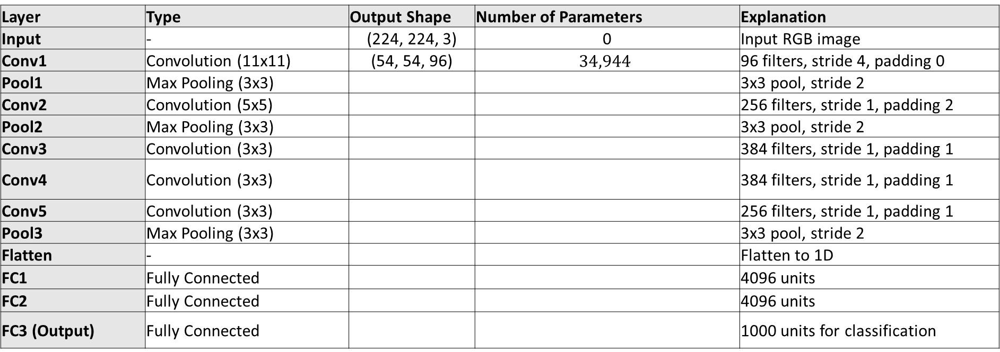 Layer Type Output Shape Number of Parameters Explanation
Input - (224, 224, 3) 0 Input RGB image
Conv1 Convolution (11x11) (54, 54, 96) 34,944 96 filters, stride 4, padding 0
Pool1 Max Pooling (3x3) 3x3 pool, stride 2
Conv2 Convolution (5x5) 256 filters, stride 1, padding 2
Pool2 Max Pooling (3x3) 3x3 pool, stride 2
Conv3 Convolution (3x3) 384 filters, stride 1, padding 1
Conv4 Convolution (3x3) 384 filters, stride 1, padding 1
Conv5 Convolution (3x3) 256 filters, stride 1, padding 1
Pool3 Max Pooling (3x3) 3x3 pool, stride 2
Flatten - Flatten to 1D
FC1 Fully Connected 4096 units
FC2 Fully Connected 4096 units
FC3 (Output) Fully Connected 1000 units for classification